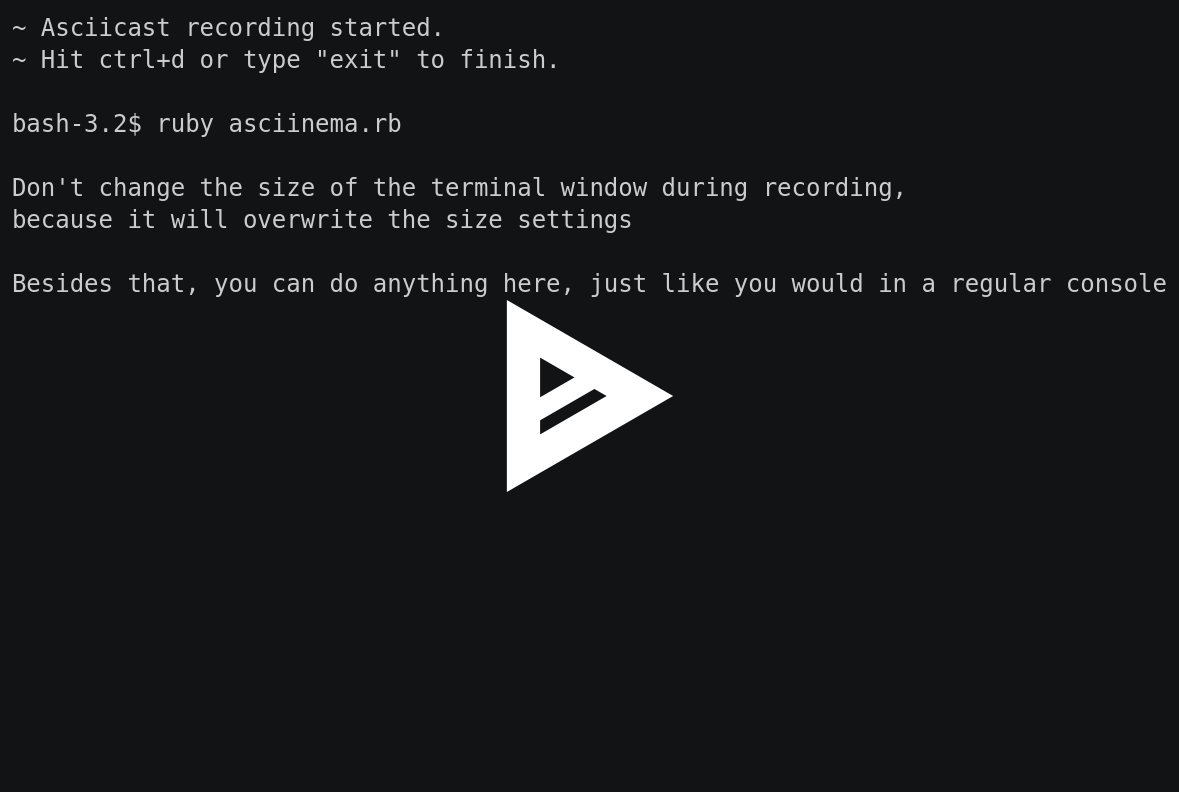 ~ Asciicast recording started.
~ Hit ctrl+d or type "exit" to finish.
bash-3.2$ ruby asciinema.rb
Don't change the size of the terminal window during recording,
because it will overwrite the size settings
Besides that, you can do anything here, just like you would in a regular console